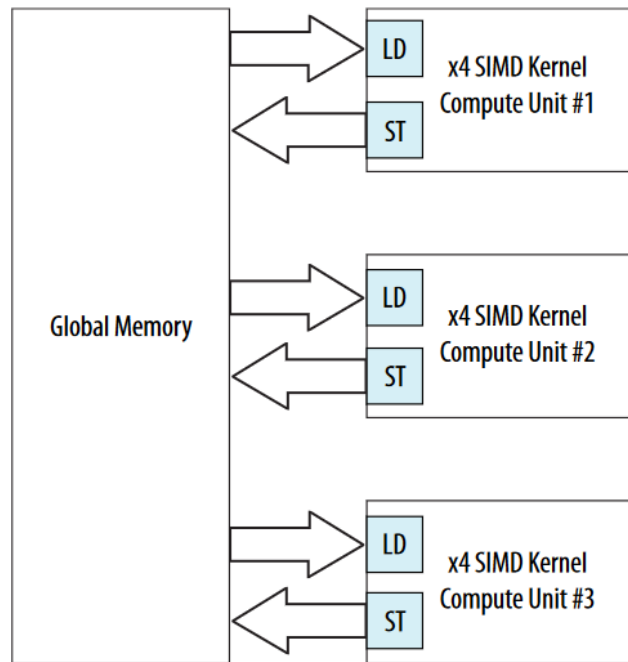 Global Memory
LD
ST
x4 SIMD Kernel
Compute Unit #1
LD
ST
x4 SIMD Kernel
Compute Unit #2
LD
ST
x4 SIMD Kernel
Compute Unit #3